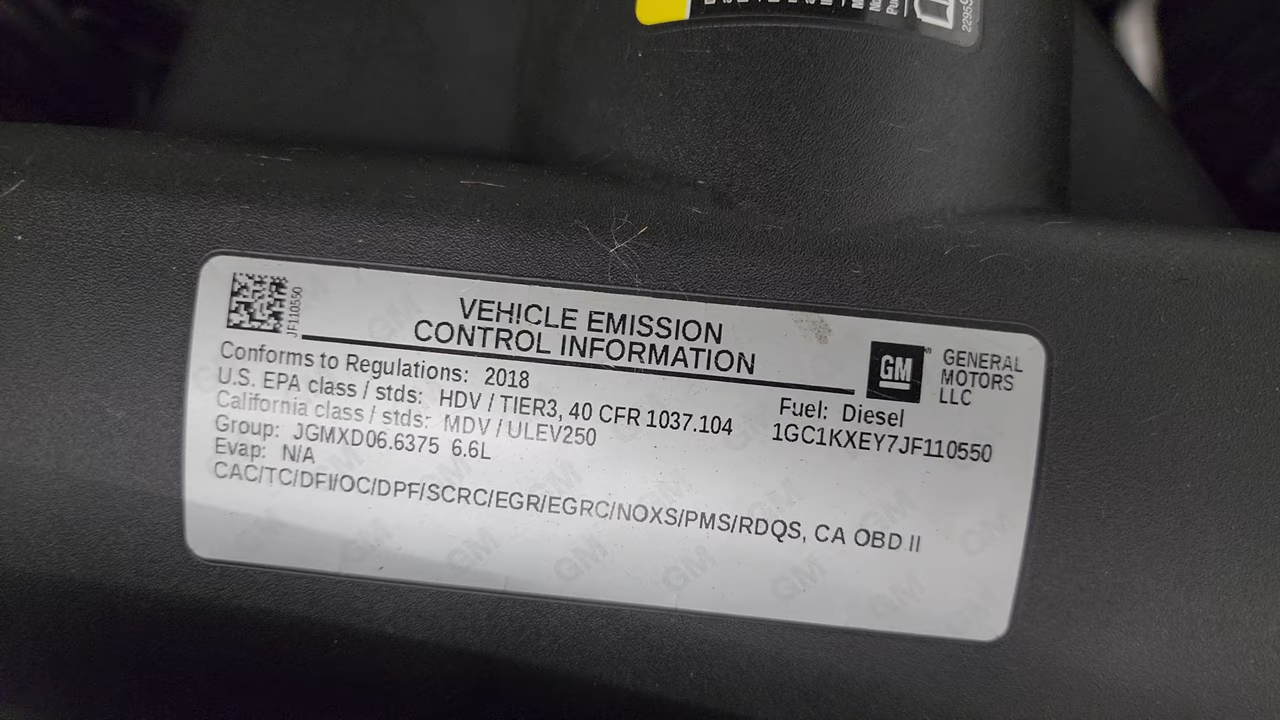 2295
JF110550
VEHICLE EMISSION
CONTROL INFORMATION
GM
GENERAL
MOTORS
LLC
Conforms to Regulations: 2018
U.S. EPA class / stds: HDV / TIER3, 40 CFR 1037.104
California class / stds: MDV / ULEV250
Group: JGMXD06.6375 6.6L
Evap: N/A
Fuel: Diesel
1GC1KXEY7JF110550
CAC/TC/DFI/OC/DPF/SCRC/EGR/EGRC/NOXS/PMS/RDQS, CA OBD II